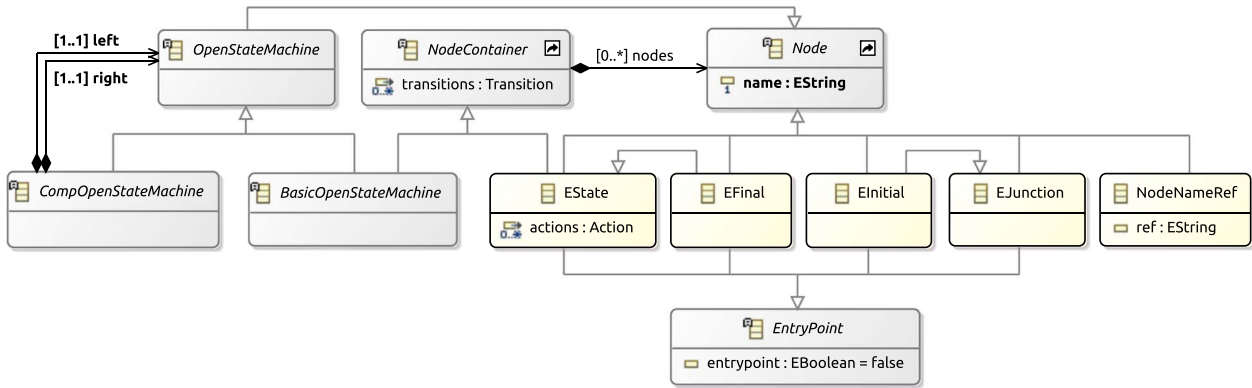 [1..1] left
[1..1] right
OpenStateMachine
NodeContainer
transitions : Transition
[0..*] nodes
Node
name : EString
CompOpenStateMachine
BasicOpenStateMachine
EState
actions : Action
EFinal
EInitial
EJunction
NodeNameRef
ref : EString
EntryPoint
entrypoint : EBoolean = false